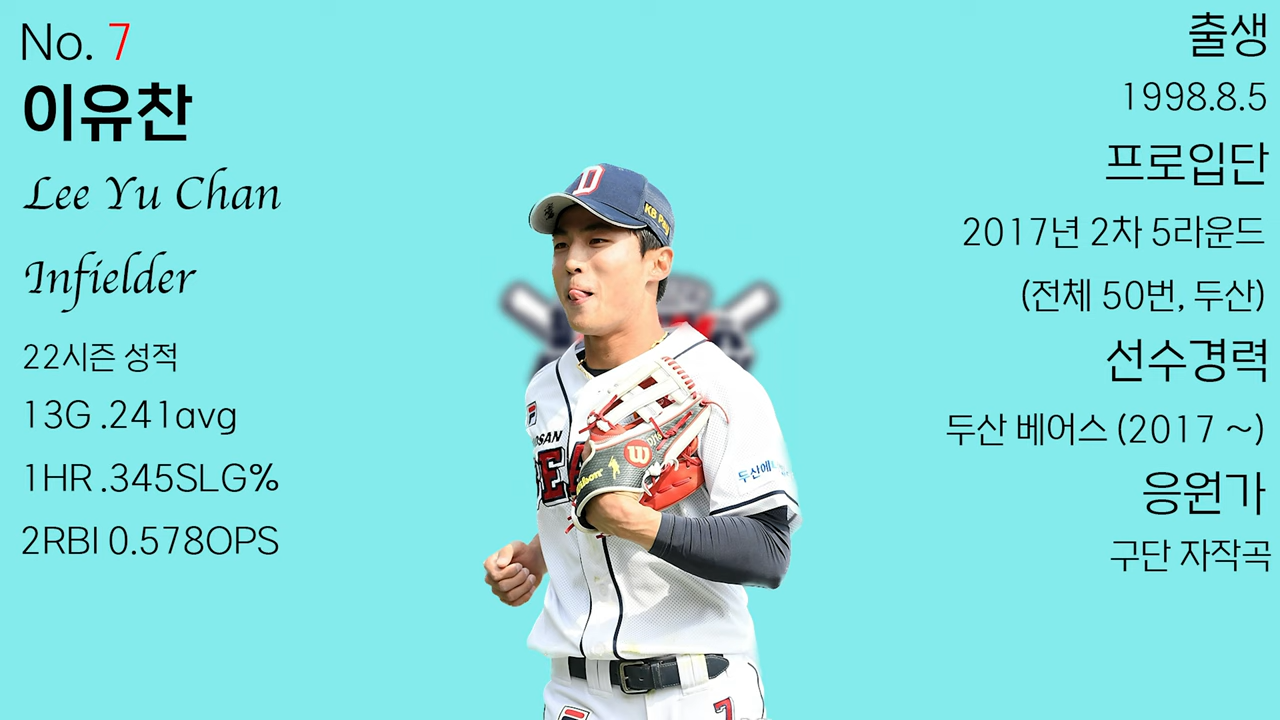 No. 7
이유찬
Lee Yu Chan
Infielder
22시즌 성적
13G .241avg
1HR .345SLG%
2RBI 0.578OPS
출생
1998.8.5
프로입단
2017년 2차 5라운드
(전체 50번, 두산)
선수경력
두산 베어스 (2017 ~)
응원가
구단 자작곡
D
KB
W
7